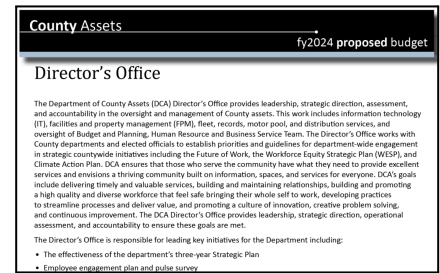 County Assets
fy2024 proposed budget
Director's Office
The Department of County Assets (DCA) Director's Office provides leadership, strategic direction, assessment,
and accountability in the oversight and management of County assets. This work includes information technology
(IT), facilities and property management (FPM), fleet, records, motor pool, and distribution services, and
oversight of Budget and Planning, Human Resource and Business Service Team. The Director's Office works with
County departments and elected officials to establish priorities and guidelines for department-wide engagement
in strategic countywide initiatives including the Future of Work, the Workforce Equity Strategic Plan (WESP), and
Climate Action Plan. DCA ensures that those who serve the community have what they need to provide excellent
services and envisions a thriving community built on information, spaces, and services for everyone. DCA's goals
include delivering timely and valuable services, building and maintaining relationships, building and promoting
a high quality and diverse workforce that feel safe bringing their whole self to work, developing practices
to streamline processes and deliver value, and promoting a culture of innovation, creative problem solving,
and continuous improvement. The DCA Director's Office provides leadership, strategic direction, operational
assessment, and accountability to ensure these goals are met.
The Director's Office is responsible for leading key initiatives for the Department including:
• The effectiveness of the department's three-year Strategic Plan
• Employee engagement plan and pulse survey